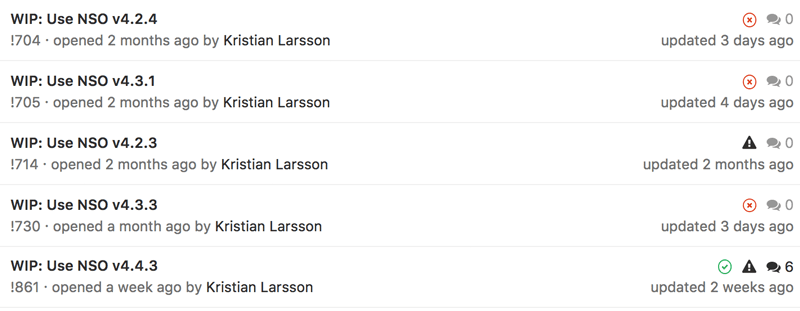 WIP: Use NSO v4.2.4 0
!704 · opened 2 months ago by Kristian Larsson updated 3 days ago
WIP: Use NSO v4.3.1 0
!705 · opened 2 months ago by Kristian Larsson updated 4 days ago
WIP: Use NSO v4.2.3 0
!714 · opened 2 months ago by Kristian Larsson updated 2 months ago
WIP: Use NSO v4.3.3 0
!730 · opened a month ago by Kristian Larsson updated 3 days ago
WIP: Use NSO v4.4.3 6
!861 · opened a week ago by Kristian Larsson updated 2 weeks ago